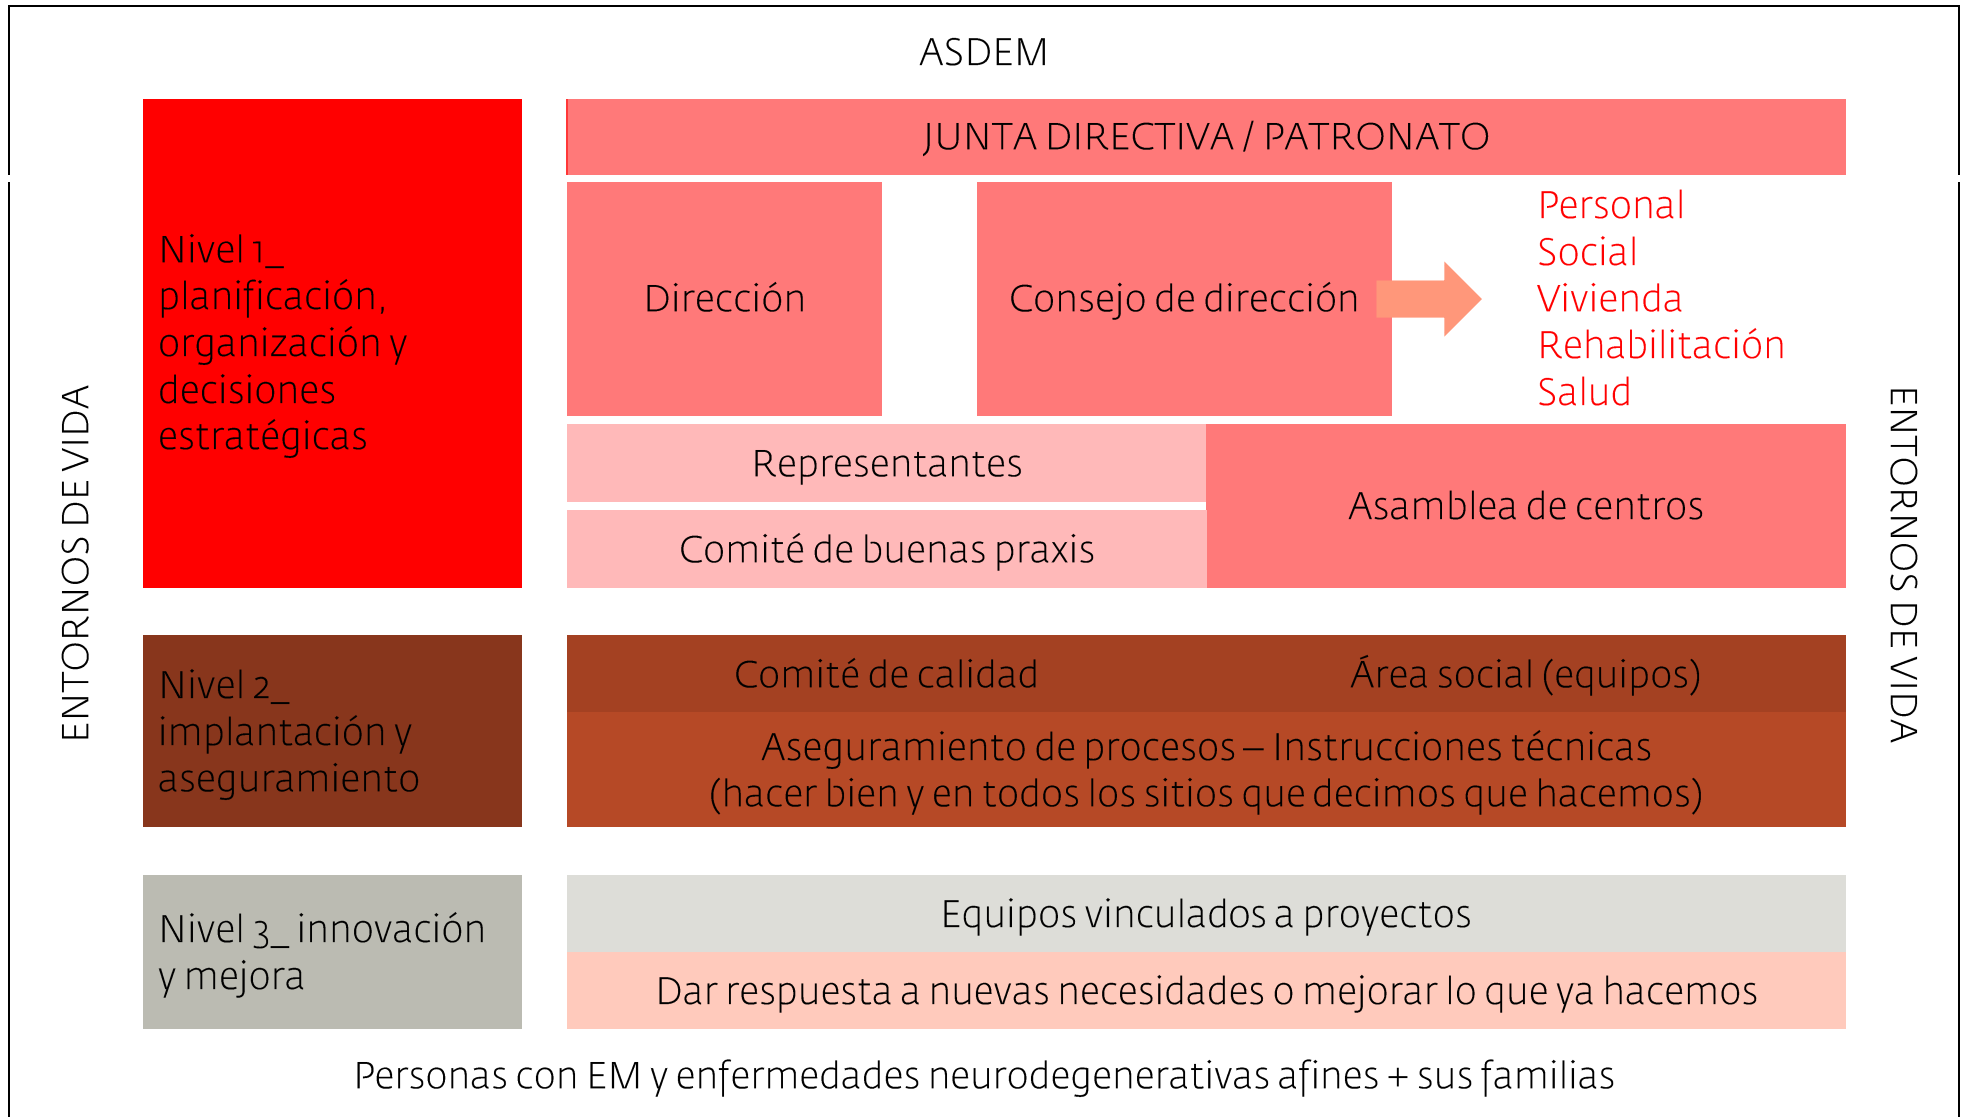 ASDEM
ENTORNOS DE VIDA
Nivel 1_
planificación,
organización y
decisiones
estratégicas
JUNTA DIRECTIVA / PATRONATO
Dirección
Consejo de dirección
Personal
Social
Vivienda
Rehabilitación
Salud
Representantes
Comité de buenas praxis
Asamblea de centros
Nivel 2_
implantación y
aseguramiento
Comité de calidad
Área social (equipos)
Aseguramiento de procesos – Instrucciones técnicas
(hacer bien y en todos los sitios que decimos que hacemos)
Nivel 3_ innovación
y mejora
Equipos vinculados a proyectos
Dar respuesta a nuevas necesidades o mejorar lo que ya hacemos
ENTORNOS DE VIDA
Personas con EM y enfermedades neurodegenerativas afines + sus familias